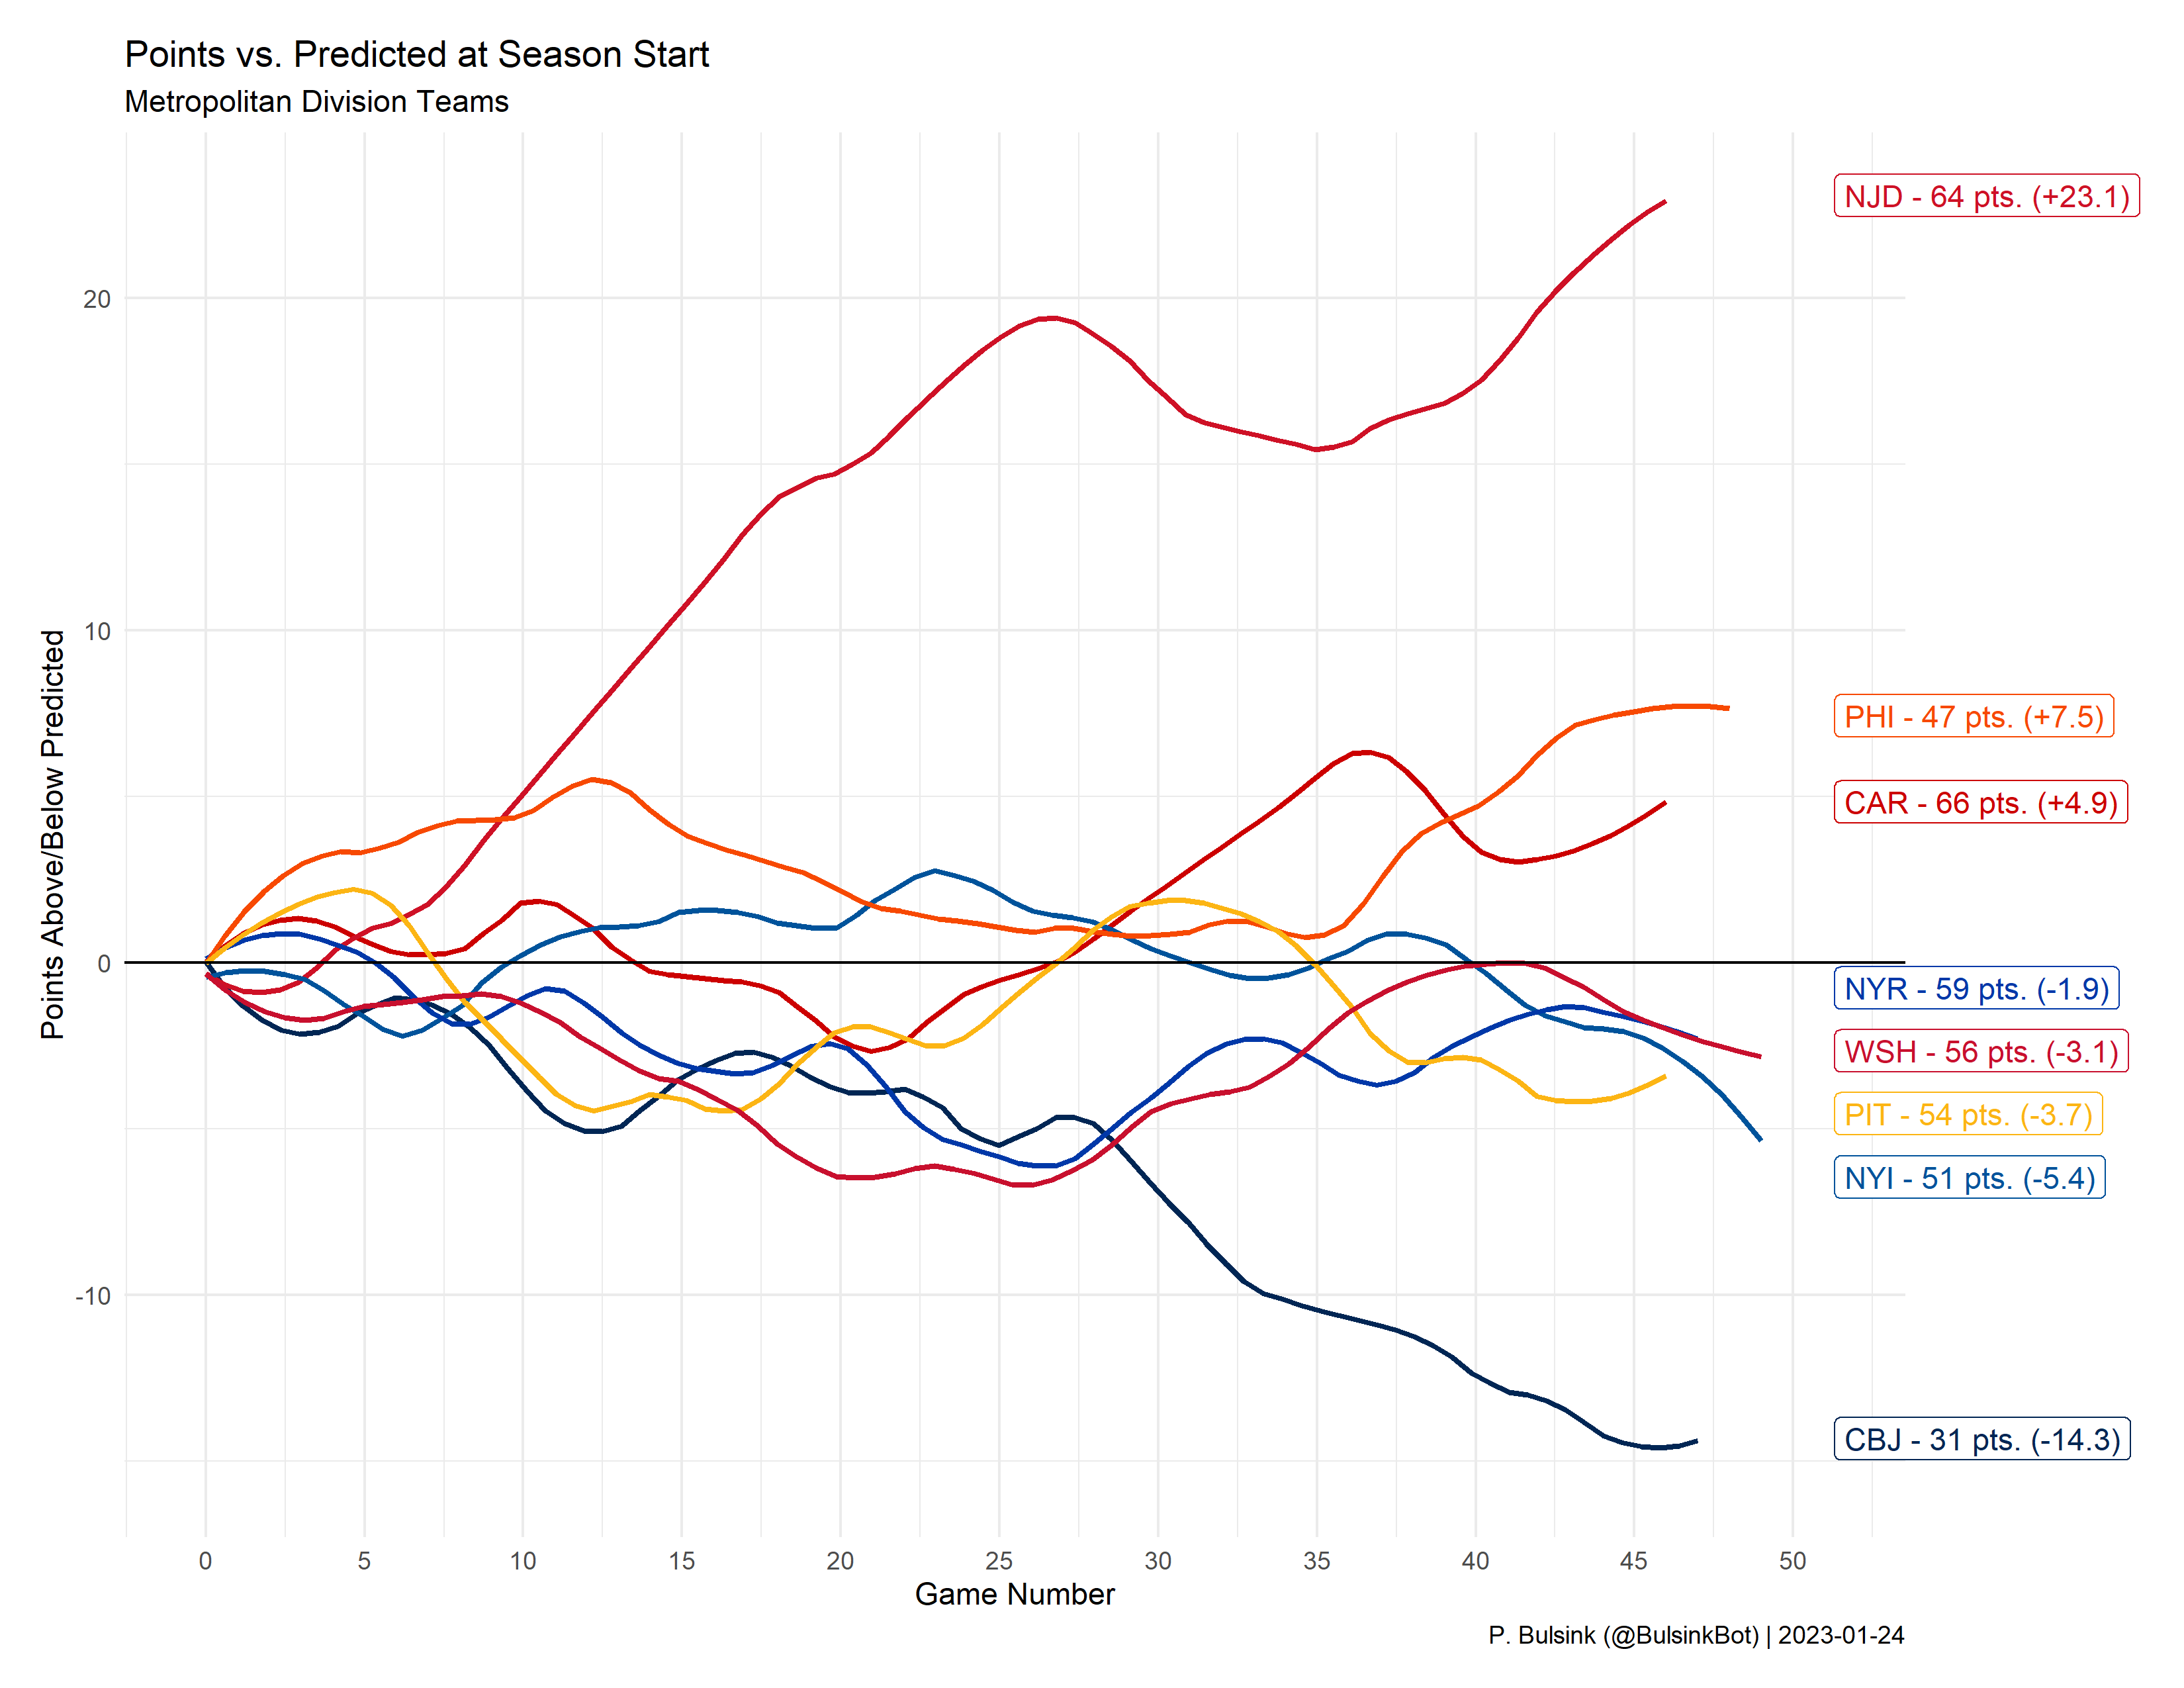 Points vs. Predicted at Season Start
Metropolitan Division Teams
Points Above/Below Predicted
20
10
0
-10
NJD - 64 pts. (+23.1)
PHI - 47 pts. (+7.5)
CAR - 66 pts. (+4.9)
NYR - 59 pts. (-1.9)
WSH - 56 pts. (-3.1)
PIT - 54 pts. (-3.7)
NYI - 51 pts. (-5.4)
CBJ - 31 pts. (-14.3)
0 5 10 15 20 25 30 35 40 45 50
Game Number
P. Bulsink (@BulsinkBot) | 2023-01-24